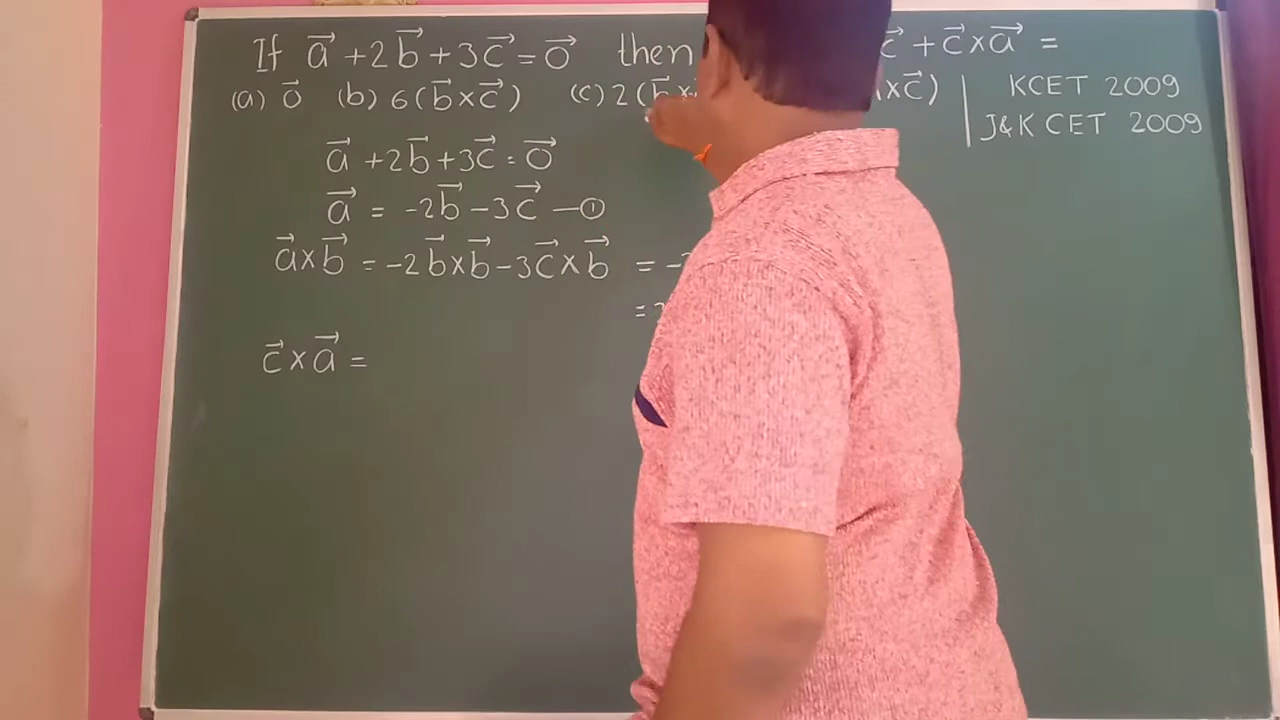 If a⃗ + 2b⃗ + 3c⃗ = 0⃗ then c⃗ + c⃗ × a⃗ =
(a) 0⃗ (b) 6(b⃗ × c⃗) (c) 2(b⃗ × × c⃗) KCET 2009
J&K CET 2009
a⃗ + 2b⃗ + 3c⃗ = 0⃗
a⃗ = -2b⃗ - 3c⃗ — ①
a⃗ × b⃗ = -2b⃗ × b⃗ - 3c⃗ × b⃗ = -
=
c⃗ × a⃗ =